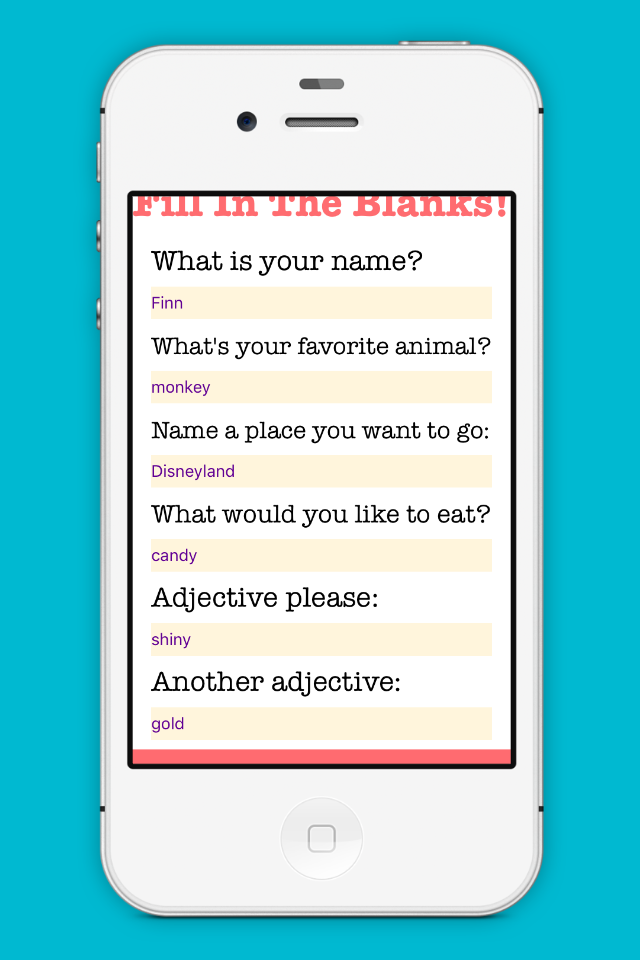 Fill In The Blanks!
What is your name?
Finn
What's your favorite animal?
monkey
Name a place you want to go:
Disneyland
What would you like to eat?
candy
Adjective please:
shiny
Another adjective:
gold